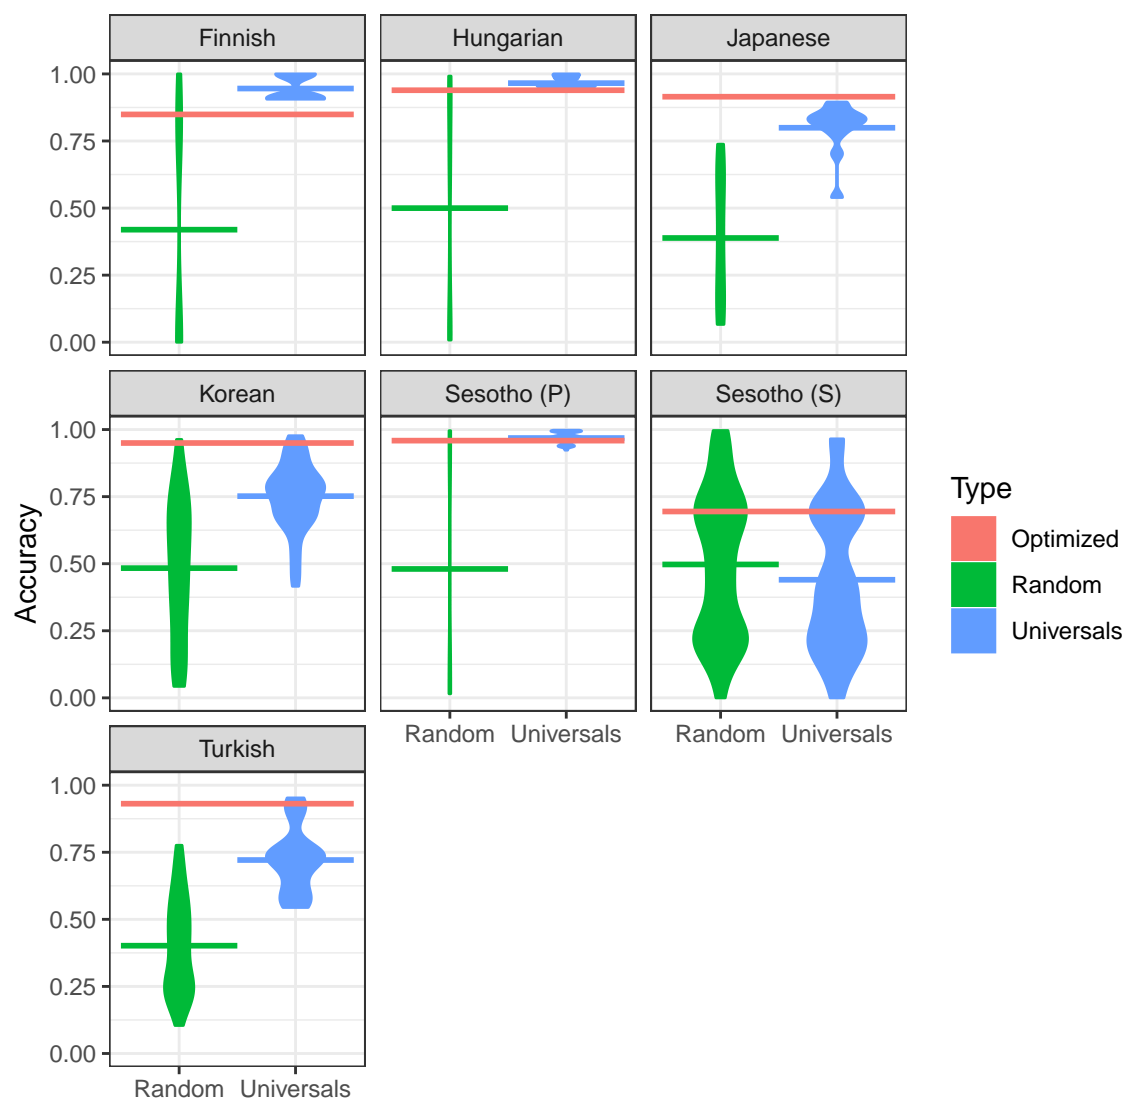 Finnish
Hungarian
Japanese
1.00
0.75
0.50
0.25
0.00
Korean
Sesotho (P)
Sesotho (S)
1.00
0.75
0.50
0.25
0.00
Random Universals
Random Universals
Turkish
1.00
0.75
0.50
0.25
0.00
Random Universals
Accuracy
Type
Optimized
Random
Universals